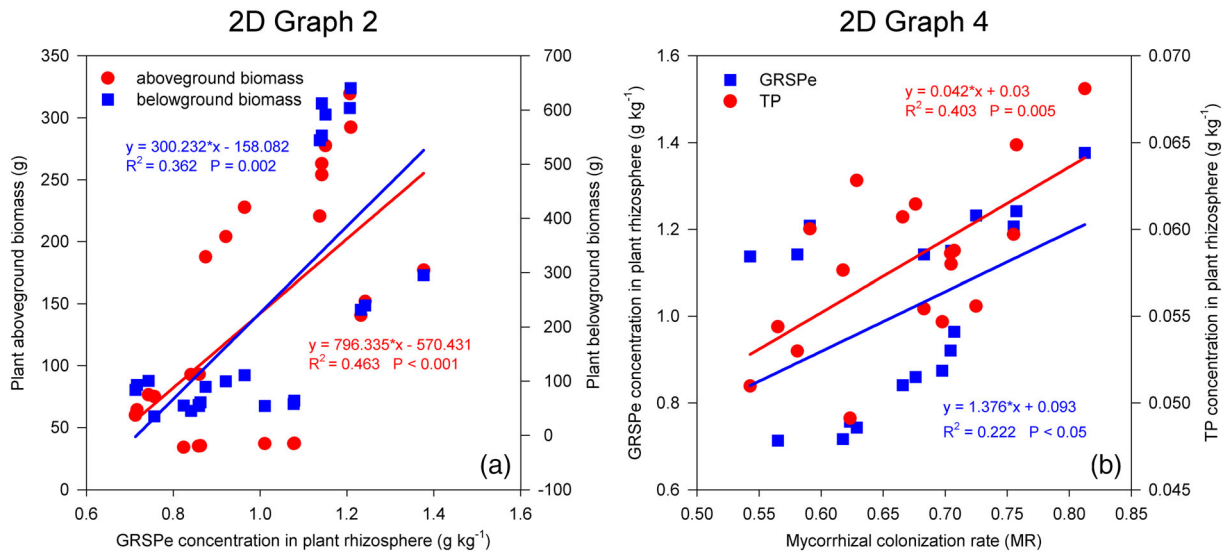 2D Graph 2
350
300
250
200
150
100
50
0
Plant aboveground biomass (g)
700
600
500
400
300
200
100
0
-100
Plant belowground biomass (g)
aboveground biomass
belowground biomass
y = 300.232*x - 158.082
R² = 0.362 P = 0.002
y = 796.335*x - 570.431
R² = 0.463 P < 0.001
(a)
0.6 0.8 1.0 1.2 1.4 1.6
GRSPe concentration in plant rhizosphere (g kg⁻¹)
2D Graph 4
1.6
1.4
1.2
1.0
0.8
0.6
GRSPe concentration in plant rhizosphere (g kg⁻¹)
0.070
0.065
0.060
0.055
0.050
0.045
TP concentration in plant rhizosphere (g kg⁻¹)
GRSPe
TP
y = 0.042*x + 0.03
R² = 0.403 P = 0.005
y = 1.376*x + 0.093
R² = 0.222 P < 0.05
(b)
0.50 0.55 0.60 0.65 0.70 0.75 0.80 0.85
Mycorrhizal colonization rate (MR)